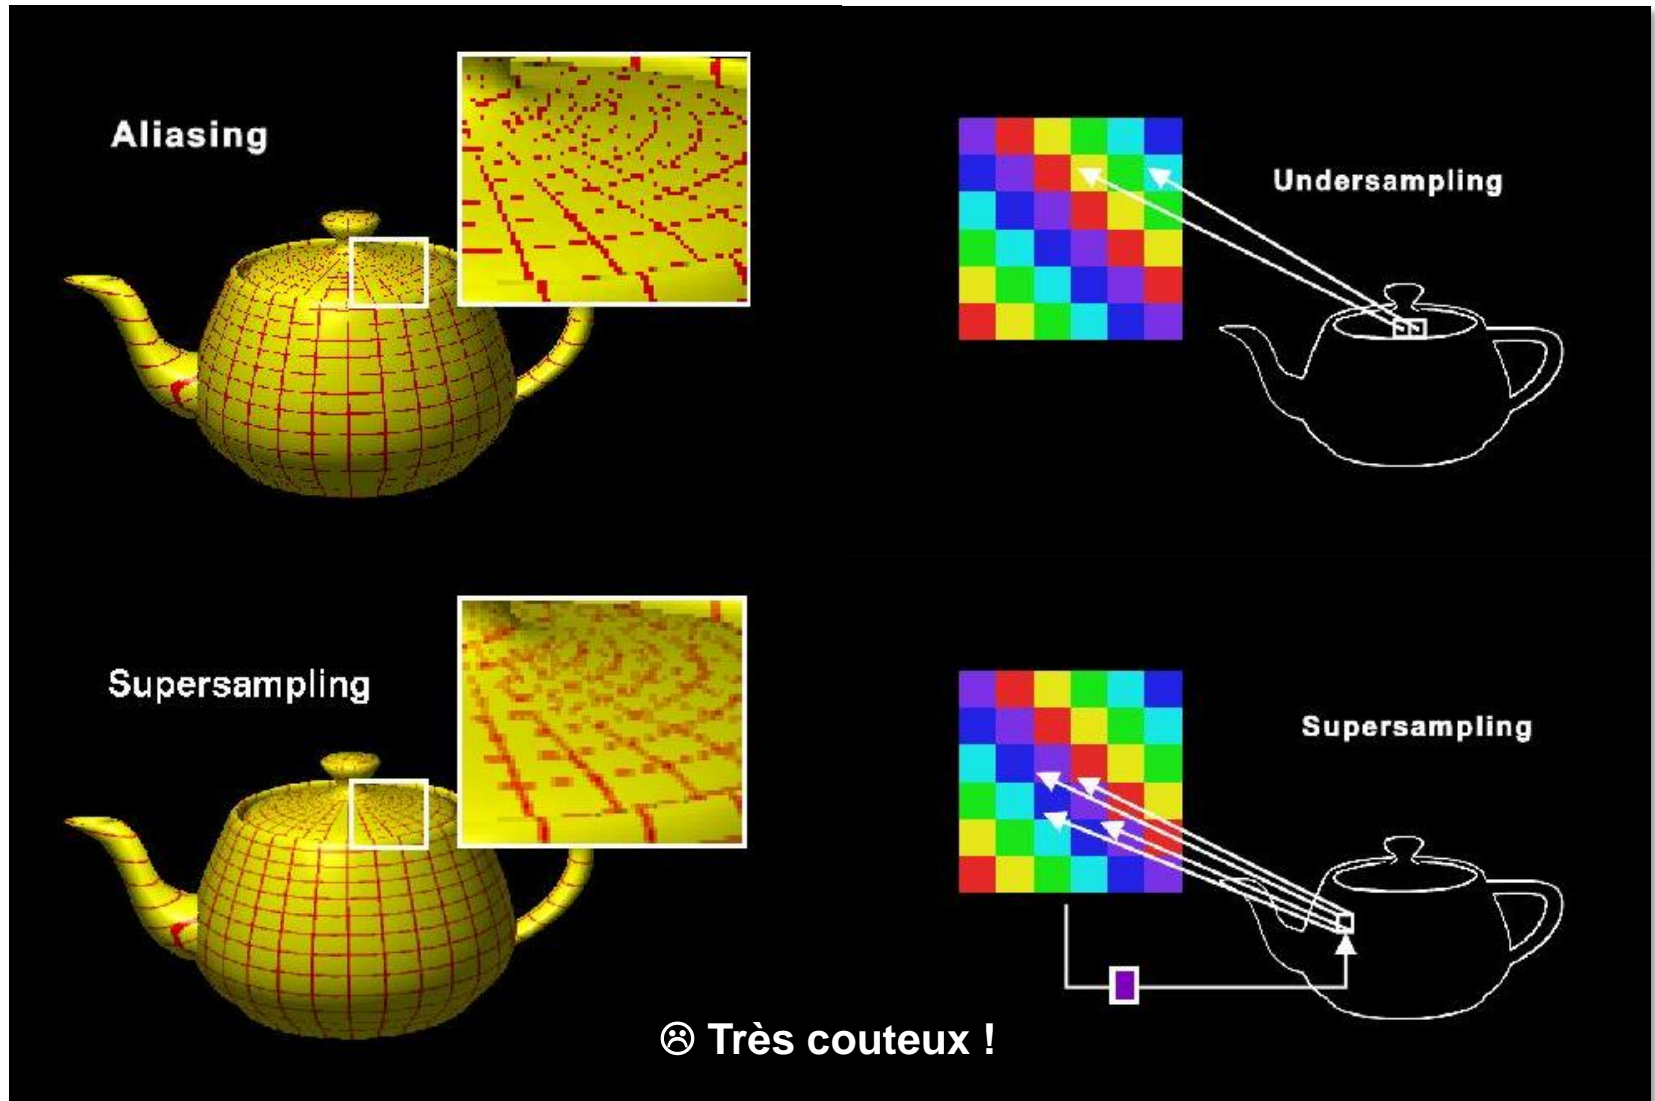 Aliasing
Undersampling
Supersampling
Supersampling
☹ Très couteux !